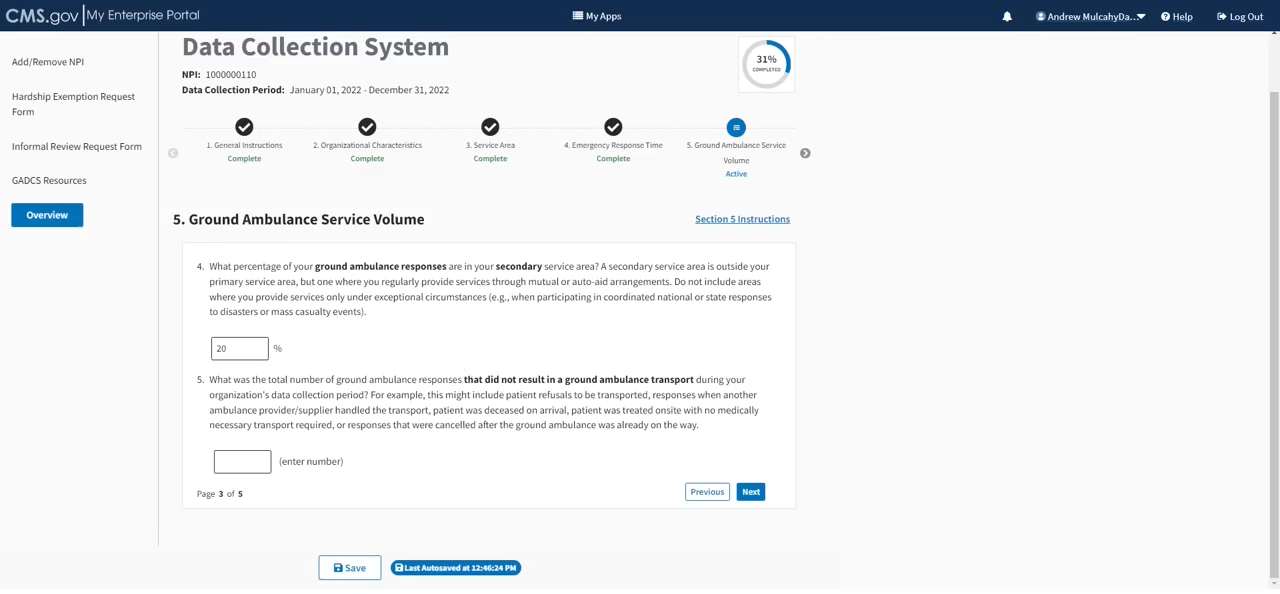 CMS.gov | My Enterprise Portal
My Apps
Andrew MulcahyDa...
Help
Log Out
Add/Remove NPI
Hardship Exemption Request
Form
Informal Review Request Form
GADCS Resources
Overview
Data Collection System
NPI: 1000000110
Data Collection Period: January 01, 2022 - December 31, 2022
31%
COMPLETED
1. General Instructions
Complete
2. Organizational Characteristics
Complete
3. Service Area
Complete
4. Emergency Response Time
Complete
5. Ground Ambulance Service
Volume
Active
5. Ground Ambulance Service Volume
Section 5 Instructions
4. What percentage of your ground ambulance responses are in your secondary service area? A secondary service area is outside your
primary service area, but one where you regularly provide services through mutual or auto-aid arrangements. Do not include areas
where you provide services only under exceptional circumstances (e.g., when participating in coordinated national or state responses
to disasters or mass casualty events).
20 %
5. What was the total number of ground ambulance responses that did not result in a ground ambulance transport during your
organization's data collection period? For example, this might include patient refusals to be transported, responses when another
ambulance provider/supplier handled the transport, patient was deceased on arrival, patient was treated onsite with no medically
necessary transport required, or responses that were cancelled after the ground ambulance was already on the way.
(enter number)
Page 3 of 5
Previous
Next
Save
Last Autosaved at 12:46:24 PM